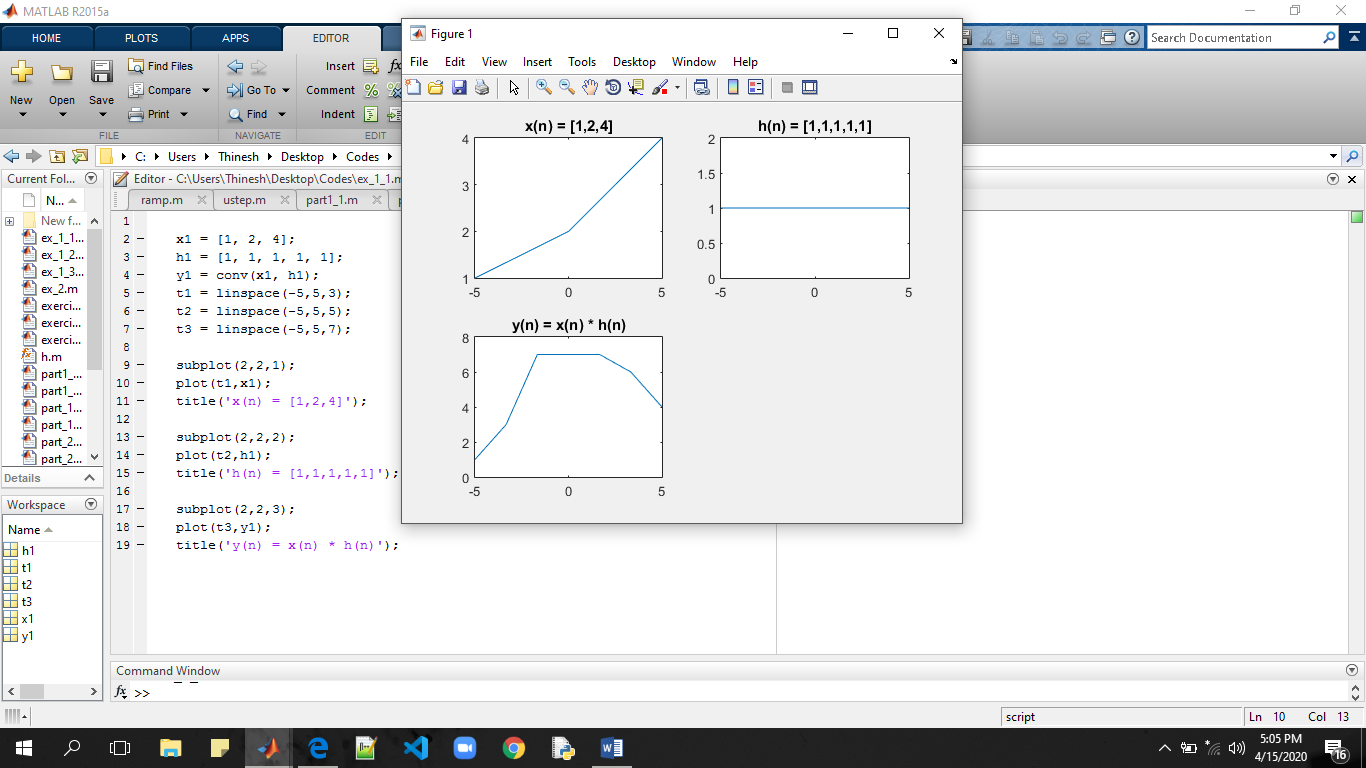 MATLAB R2015a
HOME PLOTS APPS EDITOR
Search Documentation
New Open Save
Find Files
Compare
Print
Go To
Find
Insert
Comment
Indent
FILE NAVIGATE EDIT
C: Users Thinesh Desktop Codes
Current Fol...
N...
New f...
ex_1_1...
ex_1_2...
ex_1_3...
ex_2.m
exerci...
exerci...
exerci...
h.m
part1_...
part1_...
part_1...
part_1...
part_2...
part_2...
Details
Workspace
Name
h1
t1
t2
t3
x1
y1
Editor - C:\Users\Thinesh\Desktop\Codes\ex_1_1.m
ramp.m ustep.m part1_1.m
1
2 x1 = [1, 2, 4];
3 h1 = [1, 1, 1, 1, 1];
4 y1 = conv(x1, h1);
5 t1 = linspace(-5,5,3);
6 t2 = linspace(-5,5,5);
7 t3 = linspace(-5,5,7);
8
9 subplot(2,2,1);
10 plot(t1,x1);
11 title('x(n) = [1,2,4]');
12
13 subplot(2,2,2);
14 plot(t2,h1);
15 title('h(n) = [1,1,1,1,1]');
16
17 subplot(2,2,3);
18 plot(t3,y1);
19 title('y(n) = x(n) * h(n)');
Figure 1
File Edit View Insert Tools Desktop Window Help
x(n) = [1,2,4]
4
3
2
1
-5 0 5
h(n) = [1,1,1,1,1]
2
1.5
1
0.5
0
-5 0 5
y(n) = x(n) * h(n)
8
6
4
2
0
-5 0 5
Command Window
fx >>
script Ln 10 Col 13
5:05 PM
4/15/2020
16